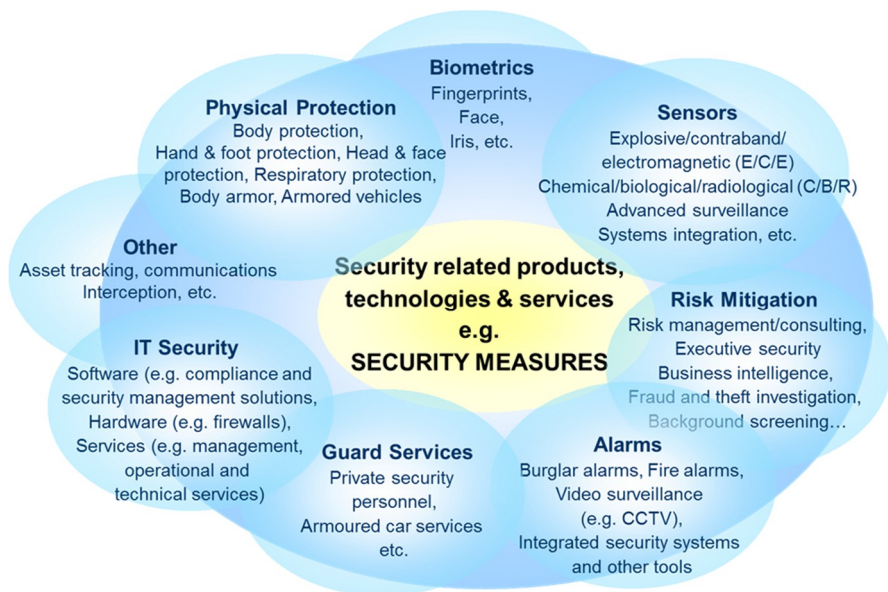 Biometrics
Fingerprints,
Face,
Iris, etc.
Physical Protection
Body protection,
Hand & foot protection, Head & face
protection, Respiratory protection,
Body armor, Armored vehicles
Sensors
Explosive/contraband/
electromagnetic (E/C/E)
Chemical/biological/radiological (C/B/R)
Advanced surveillance
Systems integration, etc.
Other
Asset tracking, communications
Interception, etc.
Security related products,
technologies & services
e.g.
SECURITY MEASURES
Risk Mitigation
Risk management/consulting,
Executive security
Business intelligence,
Fraud and theft investigation,
Background screening…
IT Security
Software (e.g. compliance and
security management solutions,
Hardware (e.g. firewalls),
Services (e.g. management,
operational and
technical services)
Guard Services
Private security
personnel,
Armoured car services
etc.
Alarms
Burglar alarms, Fire alarms,
Video surveillance
(e.g. CCTV),
Integrated security systems
and other tools